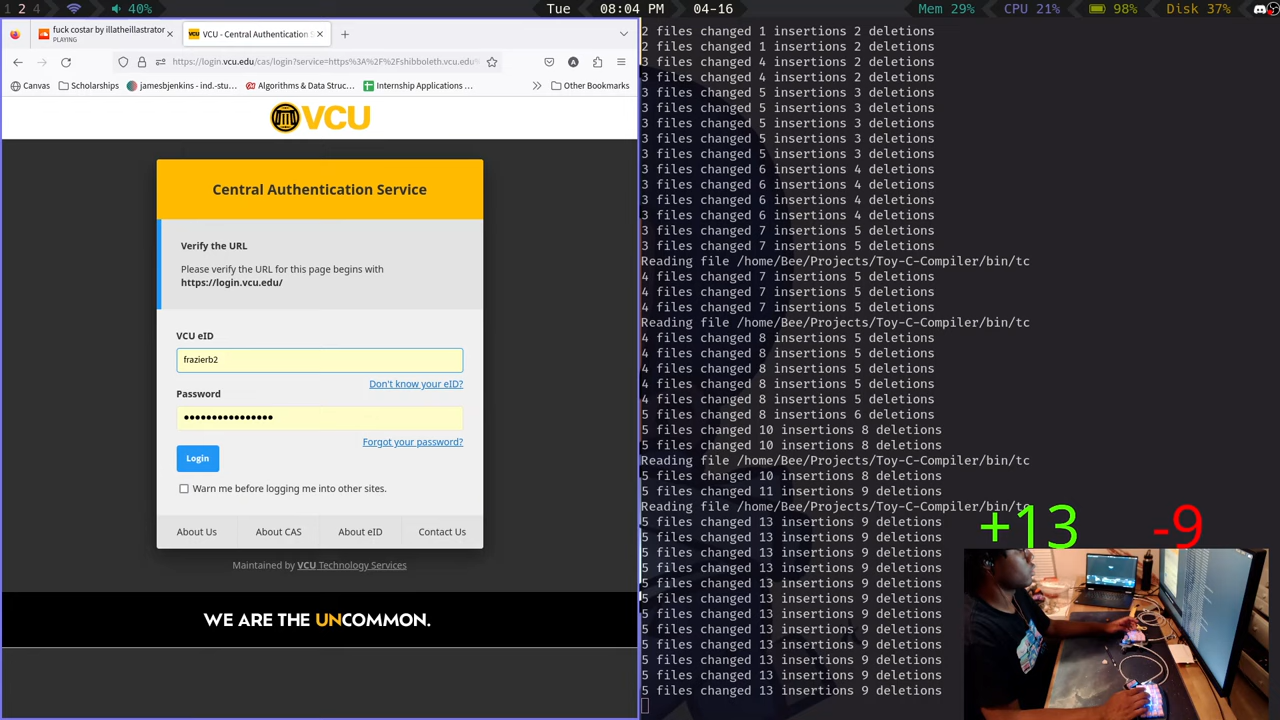 1 2 4 40% Tue 08:04 PM 04-16 Mem 29% CPU 21% 98% Disk 37%
fuck costar by illatheillustrator
PLAYING
VCU - Central Authentication S
https://login.vcu.edu/cas/login?service=https%3A%2F%2Fshibboleth.vcu.edu%
Canvas Scholarships jamesbjenkins - ind.-stu… Algorithms & Data Struc… Internship Applications … Other Bookmarks
VCU
Central Authentication Service
Verify the URL
Please verify the URL for this page begins with
https://login.vcu.edu/
VCU eID
frazierb2
Don't know your eID?
Password
••••••••••••••••
Forgot your password?
Login
Warn me before logging me into other sites.
About Us About CAS About eID Contact Us
Maintained by VCU Technology Services
WE ARE THE UNCOMMON.
2 files changed 1 insertions 2 deletions
2 files changed 1 insertions 2 deletions
3 files changed 4 insertions 2 deletions
3 files changed 4 insertions 2 deletions
3 files changed 5 insertions 3 deletions
3 files changed 5 insertions 3 deletions
3 files changed 5 insertions 3 deletions
3 files changed 5 insertions 3 deletions
3 files changed 5 insertions 3 deletions
3 files changed 6 insertions 4 deletions
3 files changed 6 insertions 4 deletions
3 files changed 6 insertions 4 deletions
3 files changed 6 insertions 4 deletions
3 files changed 7 insertions 5 deletions
3 files changed 7 insertions 5 deletions
Reading file /home/Bee/Projects/Toy-C-Compiler/bin/tc
4 files changed 7 insertions 5 deletions
4 files changed 7 insertions 5 deletions
4 files changed 7 insertions 5 deletions
Reading file /home/Bee/Projects/Toy-C-Compiler/bin/tc
4 files changed 8 insertions 5 deletions
4 files changed 8 insertions 5 deletions
4 files changed 8 insertions 5 deletions
4 files changed 8 insertions 5 deletions
4 files changed 8 insertions 5 deletions
5 files changed 8 insertions 6 deletions
5 files changed 10 insertions 8 deletions
5 files changed 10 insertions 8 deletions
Reading file /home/Bee/Projects/Toy-C-Compiler/bin/tc
5 files changed 10 insertions 8 deletions
5 files changed 11 insertions 9 deletions
Reading file /home/Bee/Projects/Toy-C-Compiler/bin/tc
5 files changed 13 insertions 9 deletions
5 files changed 13 insertions 9 deletions
5 files changed 13 insertions 9 deletions
5 files changed 13 insertions 9 deletions
5 files changed 13 insertions 9 deletions
5 files changed 13 insertions 9 deletions
5 files changed 13 insertions 9 deletions
5 files changed 13 insertions 9 deletions
5 files changed 13 insertions 9 deletions
5 files changed 13 insertions 9 deletions
5 files changed 13 insertions 9 deletions
5 files changed 13 insertions 9 deletions
+13 -9